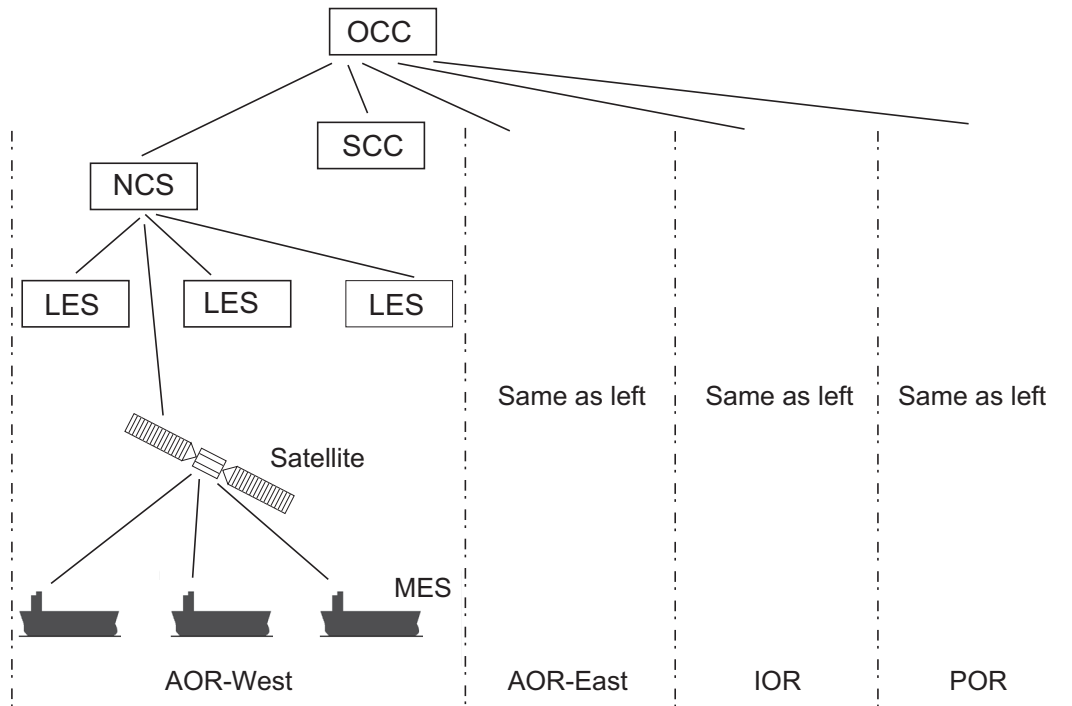 OCC
SCC
NCS
LES
LES
LES
Same as left
Same as left
Same as left
Satellite
MES
AOR-West
AOR-East
IOR
POR